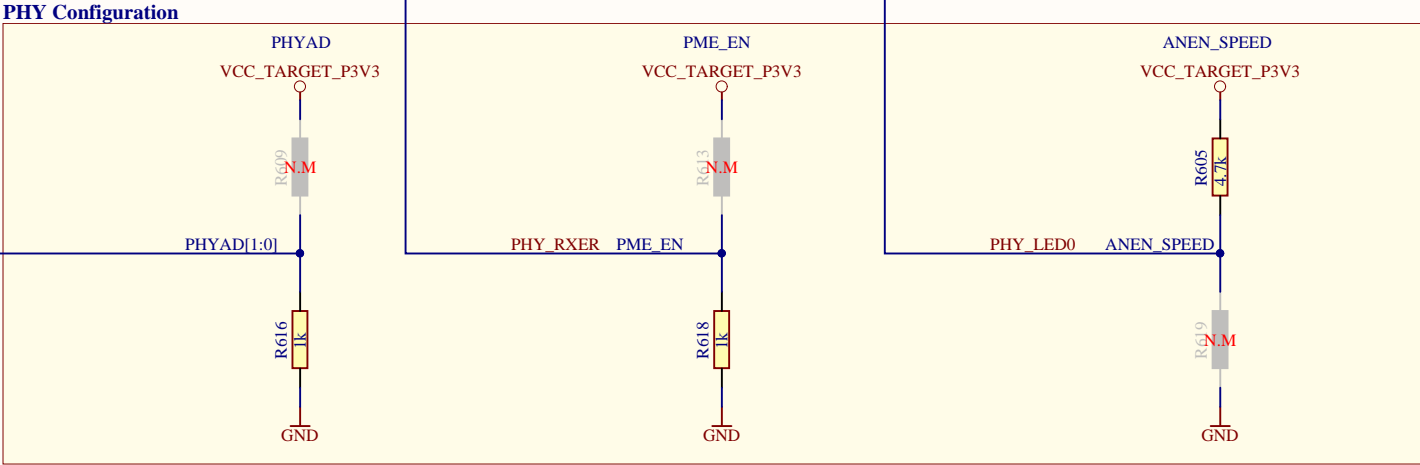 PHY Configuration
PHYAD PME_EN ANEN_SPEED
VCC_TARGET_P3V3 VCC_TARGET_P3V3 VCC_TARGET_P3V3
R609 N.M R613 N.M R605 4.7k
PHYAD[1:0] PHY_RXER PME_EN PHY_LED0 ANEN_SPEED
R616 1k R618 1k R619 N.M
GND GND GND